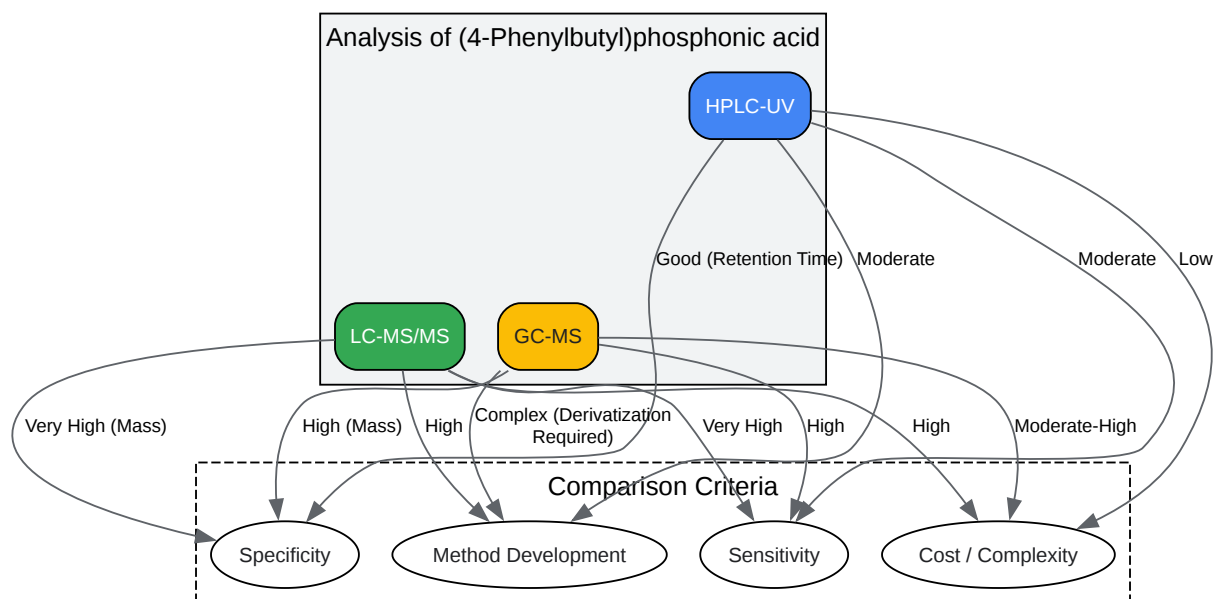 Analysis of (4-Phenylbutyl)phosphonic acid
HPLC-UV
Good (Retention Time)
Moderate
Moderate
Low
LC-MS/MS
GC-MS
Very High (Mass)
High (Mass)
High
Complex (Derivatization
Required)
Very High
High
High
Moderate-High
Comparison Criteria
Specificity
Method Development
Sensitivity
Cost / Complexity